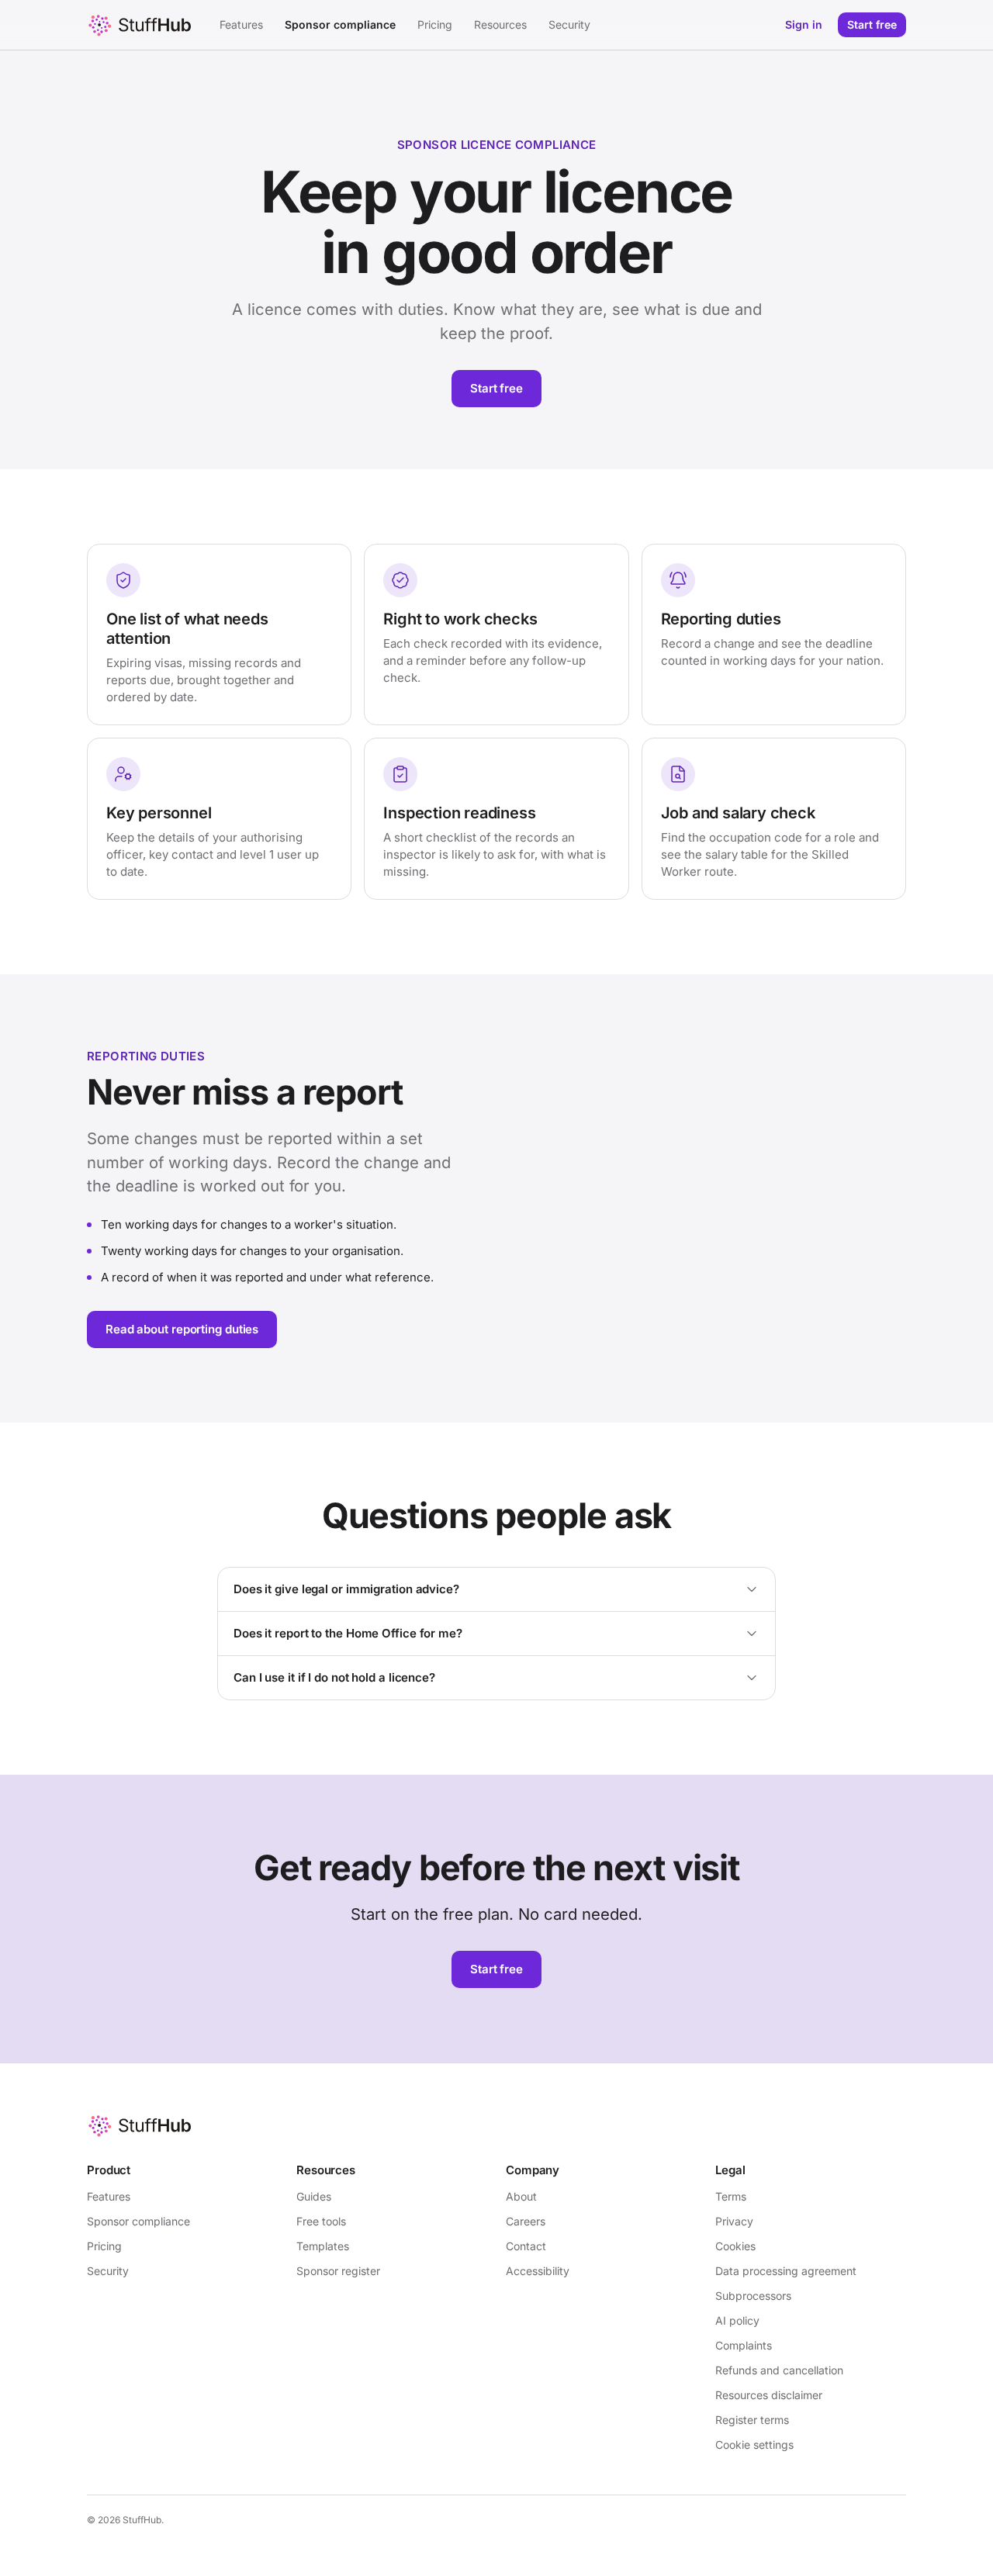 StuffHub
Features
Sponsor compliance
Pricing
Resources
Security
Sign in
Start free
SPONSOR LICENCE COMPLIANCE
Keep your licence
in good order
A licence comes with duties. Know what they are, see what is due and
keep the proof.
Start free
One list of what needs
attention
Expiring visas, missing records and
reports due, brought together and
ordered by date.
Right to work checks
Each check recorded with its evidence,
and a reminder before any follow-up
check.
Reporting duties
Record a change and see the deadline
counted in working days for your nation.
Key personnel
Keep the details of your authorising
officer, key contact and level 1 user up
to date.
Inspection readiness
A short checklist of the records an
inspector is likely to ask for, with what is
missing.
Job and salary check
Find the occupation code for a role and
see the salary table for the Skilled
Worker route.
REPORTING DUTIES
Never miss a report
Some changes must be reported within a set
number of working days. Record the change and
the deadline is worked out for you.
Ten working days for changes to a worker's situation.
Twenty working days for changes to your organisation.
A record of when it was reported and under what reference.
Read about reporting duties
Questions people ask
Does it give legal or immigration advice?
Does it report to the Home Office for me?
Can I use it if I do not hold a licence?
Get ready before the next visit
Start on the free plan. No card needed.
Start free
StuffHub
Product
Features
Sponsor compliance
Pricing
Security
Resources
Guides
Free tools
Templates
Sponsor register
Company
About
Careers
Contact
Accessibility
Legal
Terms
Privacy
Cookies
Data processing agreement
Subprocessors
AI policy
Complaints
Refunds and cancellation
Resources disclaimer
Register terms
Cookie settings
© 2026 StuffHub.